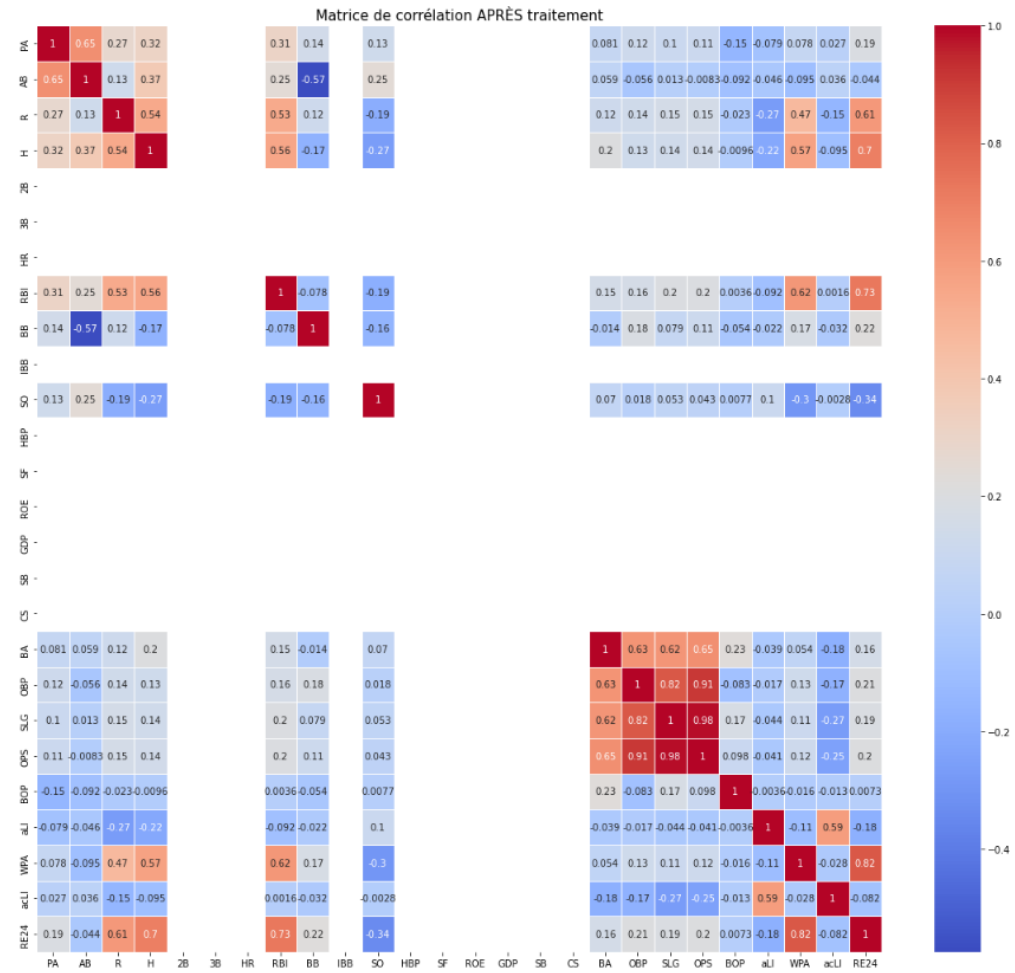 Matrice de corrélation APRÈS traitement
PA 1 0.65 0.27 0.32 0.31 0.14 0.13 0.081 0.12 0.1 0.11 -0.15 -0.079 0.078 0.027 0.19
AB 0.65 1 0.13 0.37 0.25 -0.57 0.25 0.059 -0.056 0.013 -0.0083 -0.092 -0.046 -0.095 0.036 -0.044
R 0.27 0.13 1 0.54 0.53 0.12 -0.19 0.12 0.14 0.15 0.15 -0.023 -0.27 0.47 -0.15 0.61
H 0.32 0.37 0.54 1 0.56 -0.17 -0.27 0.2 0.13 0.14 0.14 -0.0096 -0.22 0.57 -0.095 0.7
2B
3B
HR
RBI 0.31 0.25 0.53 0.56 1 -0.078 -0.19 0.15 0.16 0.2 0.2 0.0036 -0.092 0.62 0.0016 0.73
BB 0.14 -0.57 0.12 -0.17 -0.078 1 -0.16 -0.014 0.18 0.079 0.11 -0.054 -0.022 0.17 -0.032 0.22
IBB
SO 0.13 0.25 -0.19 -0.27 -0.19 -0.16 1 0.07 0.018 0.053 0.043 0.0077 0.1 -0.3 -0.0028 -0.34
HBP
SF
ROE
GDP
SB
CS
BA 0.081 0.059 0.12 0.2 0.15 -0.014 0.07 1 0.63 0.62 0.65 0.23 -0.039 0.054 -0.18 0.16
OBP 0.12 -0.056 0.14 0.13 0.16 0.18 0.018 0.63 1 0.82 0.91 -0.083 -0.017 0.13 -0.17 0.21
SLG 0.1 0.013 0.15 0.14 0.2 0.079 0.053 0.62 0.82 1 0.98 0.17 -0.044 0.11 -0.27 0.19
OPS 0.11 -0.0083 0.15 0.14 0.2 0.11 0.043 0.65 0.91 0.98 1 0.098 -0.041 0.12 -0.25 0.2
BOP -0.15 -0.092 -0.023 -0.0096 0.0036 -0.054 0.0077 0.23 -0.083 0.17 0.098 1 -0.0036 -0.016 -0.013 0.0073
aLI -0.079 -0.046 -0.27 -0.22 -0.092 -0.022 0.1 -0.039 -0.017 -0.044 -0.041 -0.0036 1 -0.11 0.59 -0.18
WPA 0.078 -0.095 0.47 0.57 0.62 0.17 -0.3 0.054 0.13 0.11 0.12 -0.016 -0.11 1 -0.028 0.82
acLI 0.027 0.036 -0.15 -0.095 0.0016 -0.032 -0.0028 -0.18 -0.17 -0.27 -0.25 -0.013 0.59 -0.028 1 -0.082
RE24 0.19 -0.044 0.61 0.7 0.73 0.22 -0.34 0.16 0.21 0.19 0.2 0.0073 -0.18 0.82 -0.082 1
PA AB R H 2B 3B HR RBI BB IBB SO HBP SF ROE GDP SB CS BA OBP SLG OPS BOP aLI WPA acLI RE24
1.0
0.8
0.6
0.4
0.2
0.0
−0.2
−0.4